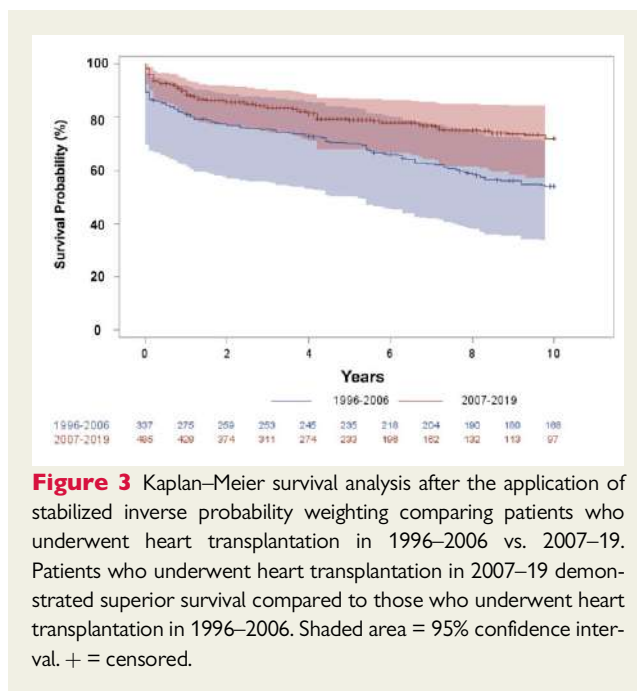 100
80
60
40
20
0
Survival Probability (%)
0 2 4 6 8 10
Years
1996-2006 2007-2019
1996-2006 337 275 259 253 245 235 218 204 190 180 168
2007-2019 485 429 374 311 274 233 198 162 132 113 97
Figure 3 Kaplan–Meier survival analysis after the application of
stabilized inverse probability weighting comparing patients who
underwent heart transplantation in 1996–2006 vs. 2007–19.
Patients who underwent heart transplantation in 2007–19 demon-
strated superior survival compared to those who underwent heart
transplantation in 1996–2006. Shaded area = 95% confidence inter-
val. + = censored.